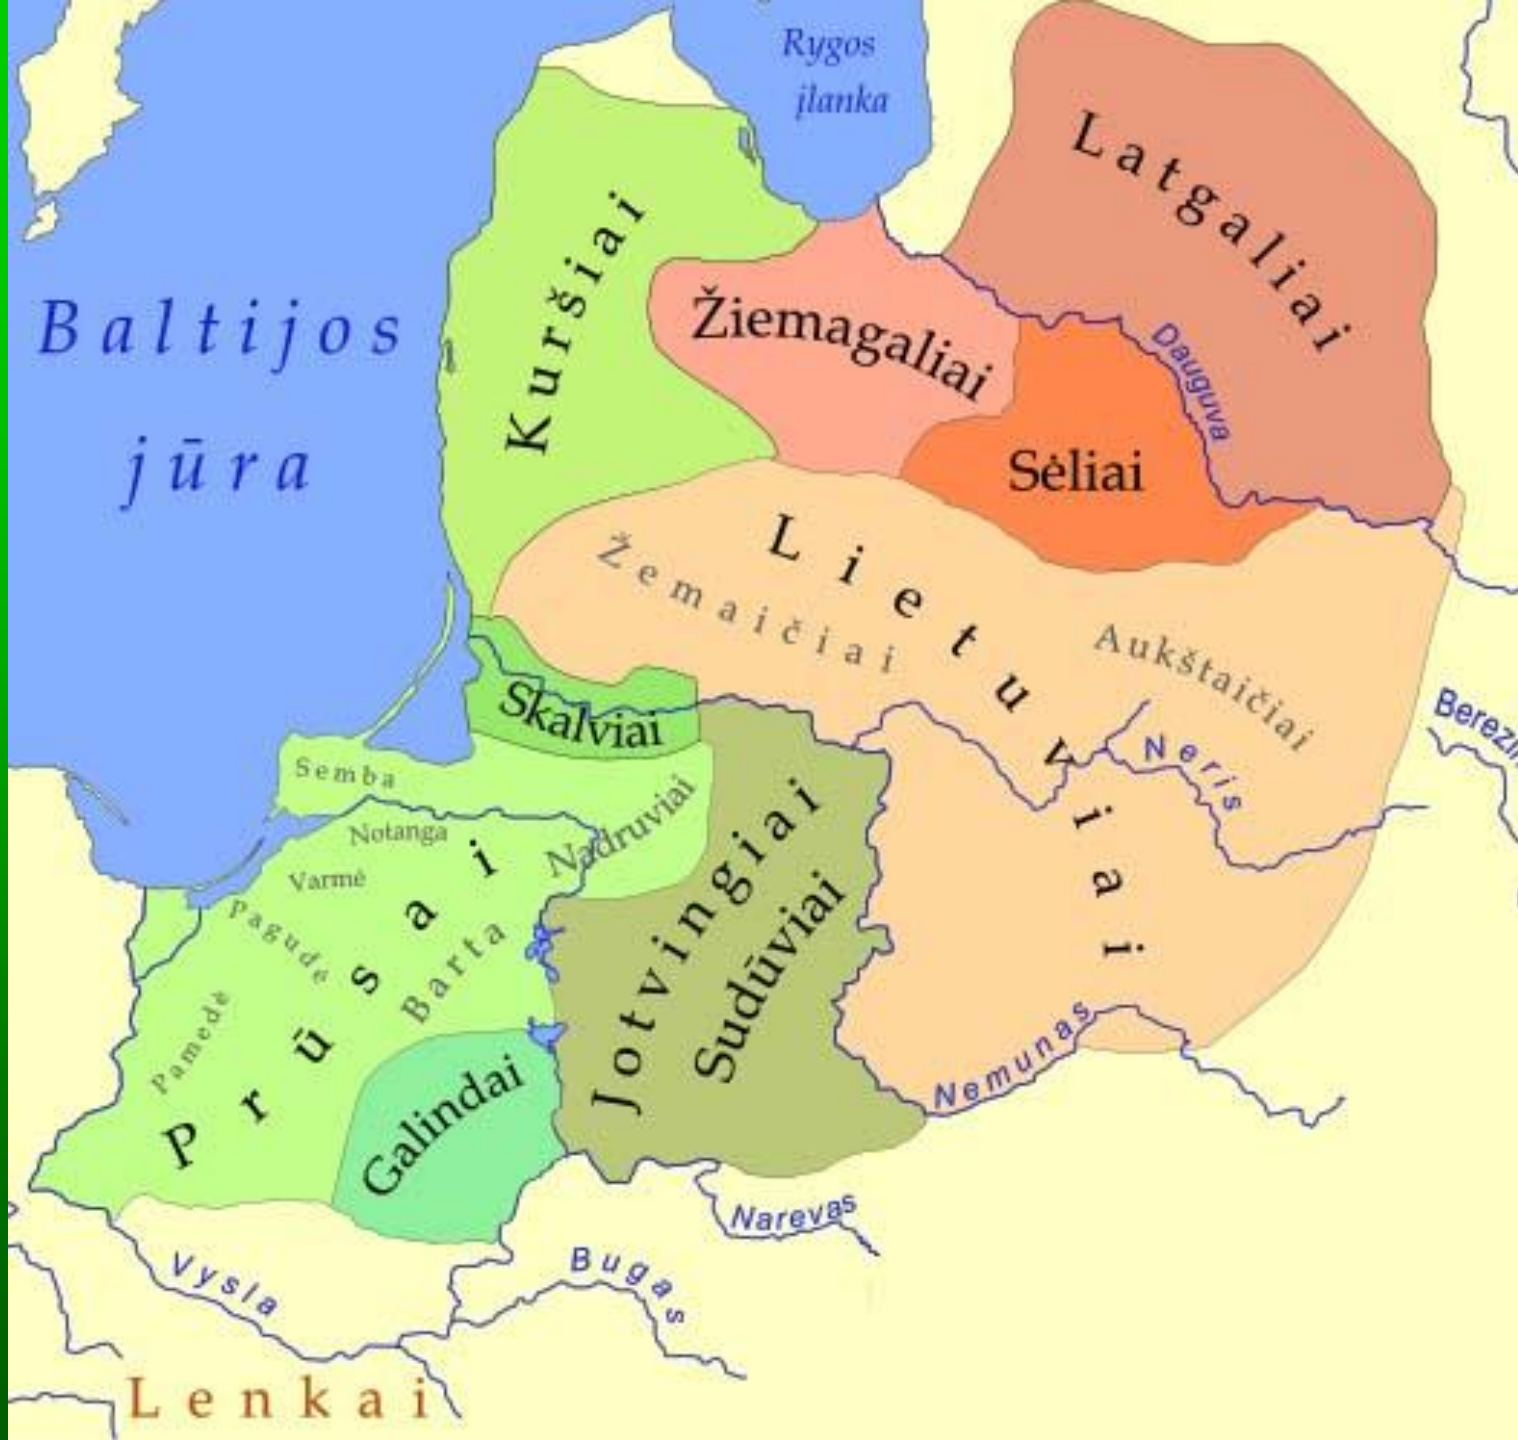 Rygos
įlanka
Latgaliai
Kuršiai
Baltijos
jūra
Žiemagaliai
Dauguva
Sėliai
Lietuviai
Žemaičiai
Aukštaičiai
Skalviai
Neris
Semba
Notanga
Nadruviai
Varmė
Pagudė
Barta
Pamedė
Prūsai
Jotvingiai
Sudūviai
Galindai
Nemunas
Narevas
Bugas
Vysla
Lenkai